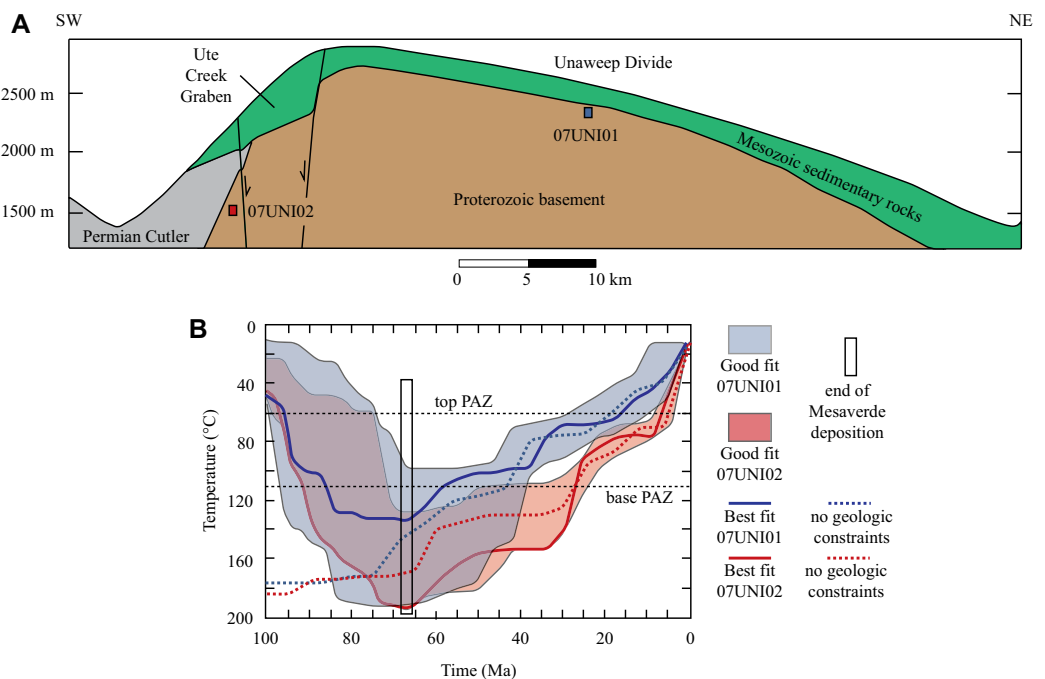 A
SW
NE
Ute
Creek
Graben
Unaweep Divide
2500 m
2000 m
1500 m
07UNI01
Mesozoic sedimentary rocks
07UNI02
Proterozoic basement
Permian Cutler
0
5
10 km
B
0
40
80
120
160
200
Temperature (°C)
top PAZ
base PAZ
100
80
60
40
20
0
Time (Ma)
Good fit
07UNI01
end of
Mesaverde
deposition
Good fit
07UNI02
Best fit
07UNI01
no geologic
constraints
Best fit
07UNI02
no geologic
constraints